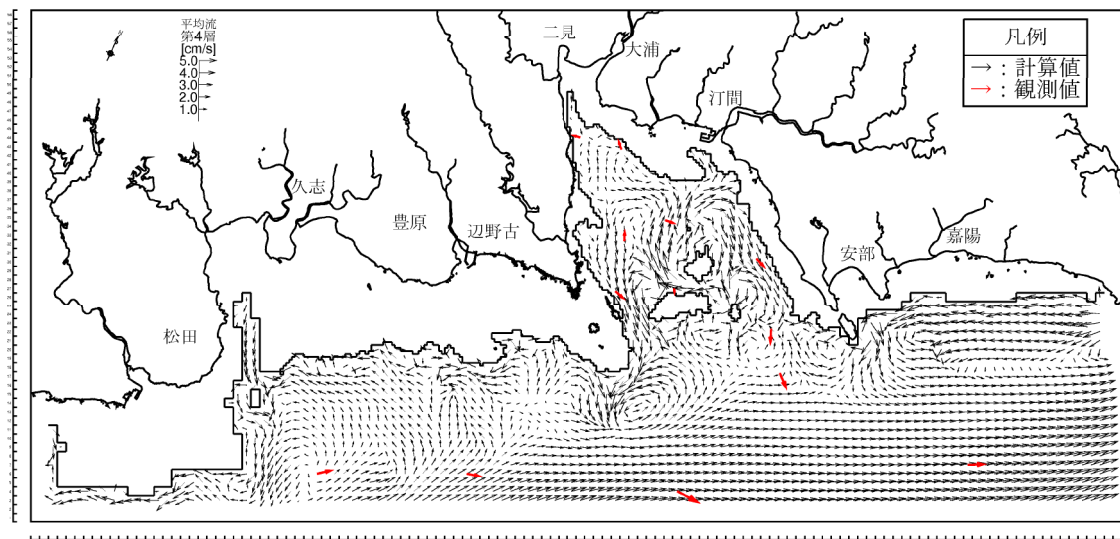 平均流
第4層
[cm/s]
5.0
4.0
3.0
2.0
1.0
二見
大浦
汀間
凡例
→ : 計算値
→ : 観測値
久志
豊原
辺野古
安部
嘉陽
松田